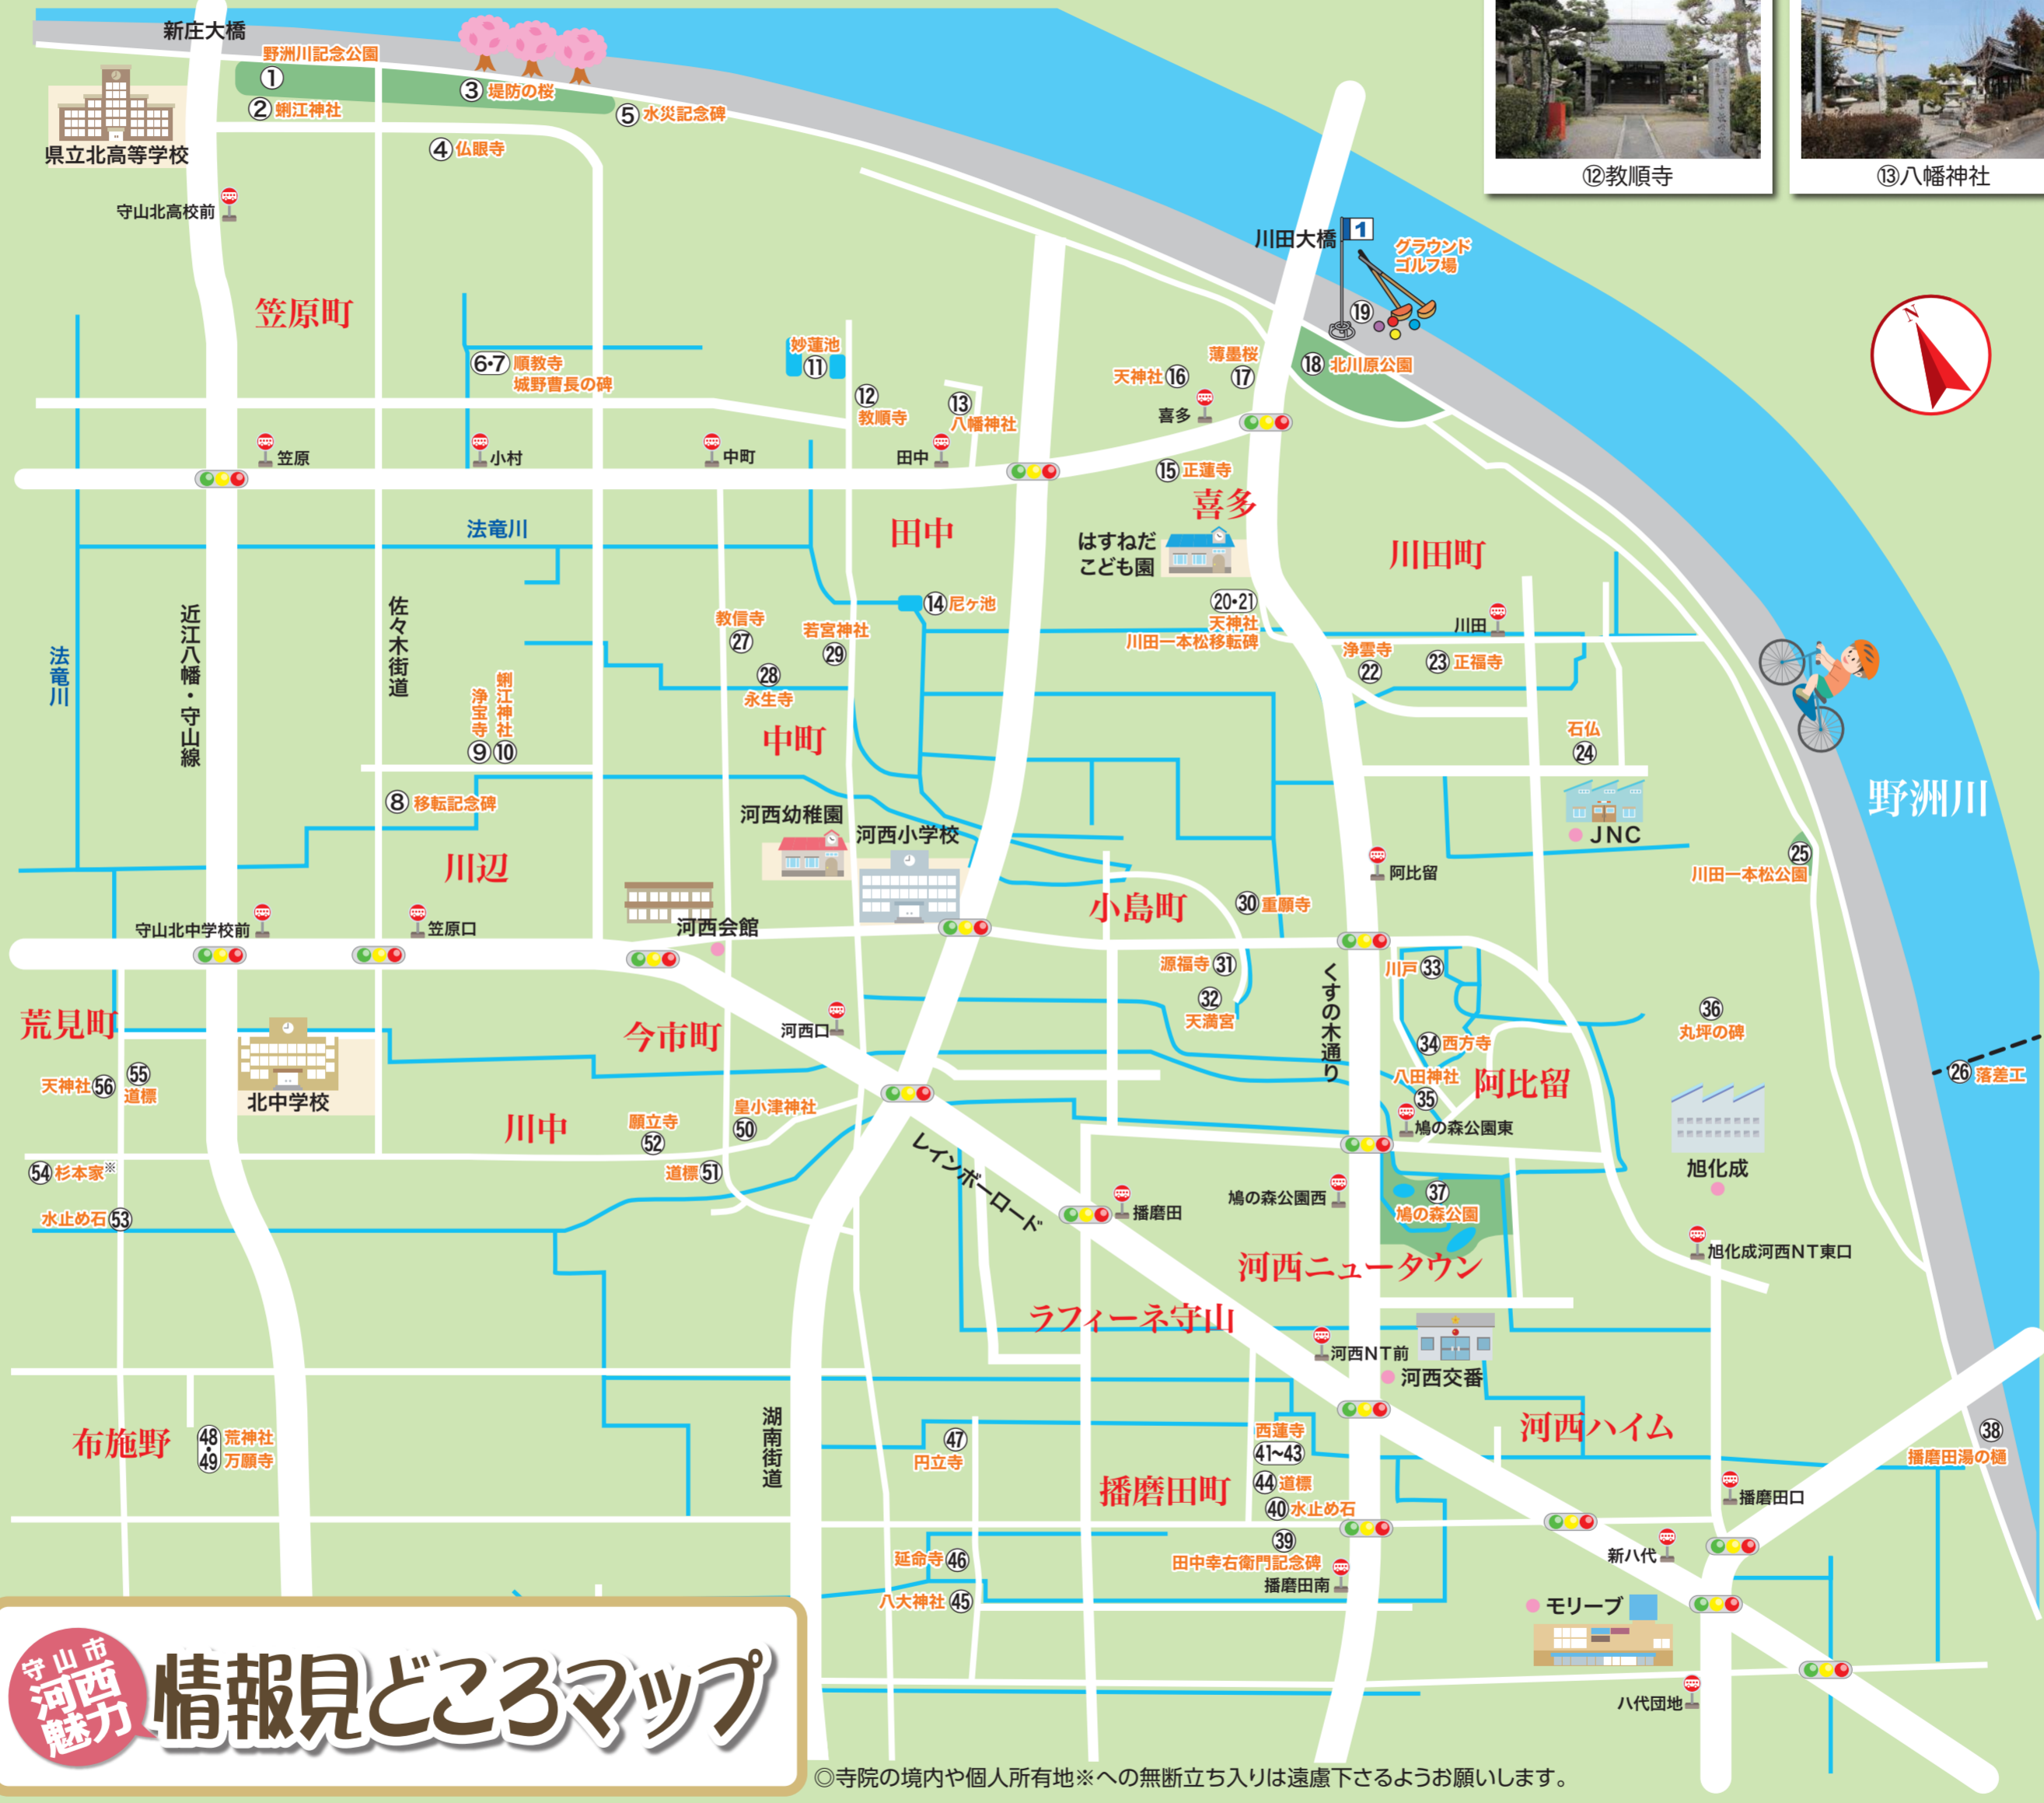 新庄大橋
野洲川記念公園
①
②蜊江神社
③堤防の桜
⑤水災記念碑
④仏眼寺
県立北高等学校
守山北高校前
⑫教順寺
⑬八幡神社
川田大橋
1
グラウンド
ゴルフ場
⑲
N
笠原町
6・7 順教寺
城野曹長の碑
妙蓮池
⑪
⑫
教順寺
⑬
八幡神社
天神社⑯
薄墨桜
⑰
⑱北川原公園
喜多
笠原
小村
中町
田中
⑮正蓮寺
喜多
法竜川
田中
はすねだ
こども園
川田町
法竜川
近江八幡・守山線
佐々木街道
⑭尼ヶ池
教信寺
㉗
若宮神社
㉙
㉘
永生寺
20・21
天神社
川田一本松移転碑
川田
浄雲寺
㉒
㉓正福寺
浄宝寺
⑨
蜊江神社
⑩
中町
石仏
㉔
野洲川
⑧移転記念碑
河西幼稚園
河西小学校
JNC
川辺
阿比留
㉕
川田一本松公園
小島町
㉚重願寺
守山北中学校前
笠原口
河西会館
源福寺㉛
㉜
天満宮
くすの木通り
川戸㉝
荒見町
今市町
河西口
㊱
丸坪の碑
㉞西方寺
八田神社
㉟
阿比留
㉖落差工
天神社56
55
道標
北中学校
川中
願立寺
52
皇小津神社
㊿
鳩の森公園東
道標51
レインボーロード
旭化成
54杉本家※
水止め石53
播磨田
鳩の森公園西
㊲
鳩の森公園
旭化成河西NT東口
河西ニュータウン
ラフィーネ守山
河西NT前
河西交番
湖南街道
布施野
48・49
荒神社
万願寺
㊼
円立寺
播磨田町
西蓮寺
41~43
㊹道標
㊵水止め石
河西ハイム
㊳
播磨田湯の樋
播磨田口
㊴
田中幸右衛門記念碑
播磨田南
延命寺㊻
八大神社㊺
新八代
モリーブ
八代団地
守山市
河西
魅力
情報見どころマップ
◎寺院の境内や個人所有地※への無断立ち入りは遠慮下さるようお願いします。